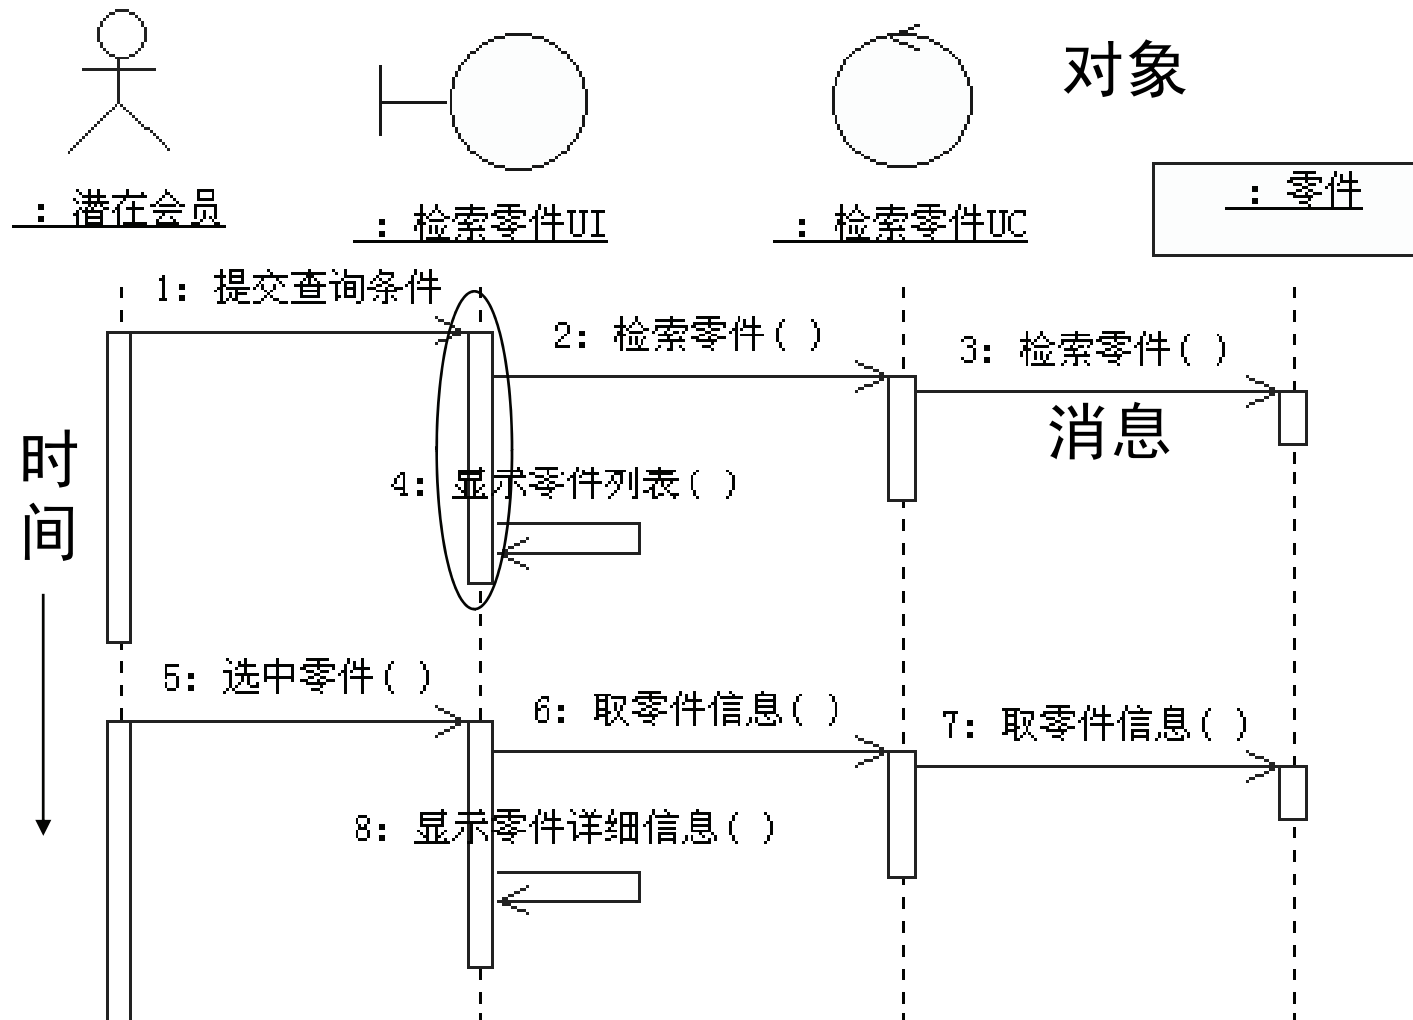 对象
: 潜在会员
: 检索零件UI
: 检索零件UC
: 零件
1: 提交查询条件
2: 检索零件( )
3: 检索零件( )
消息
时
间
4: 显示零件列表( )
5: 选中零件( )
6: 取零件信息( )
7: 取零件信息( )
8: 显示零件详细信息( )